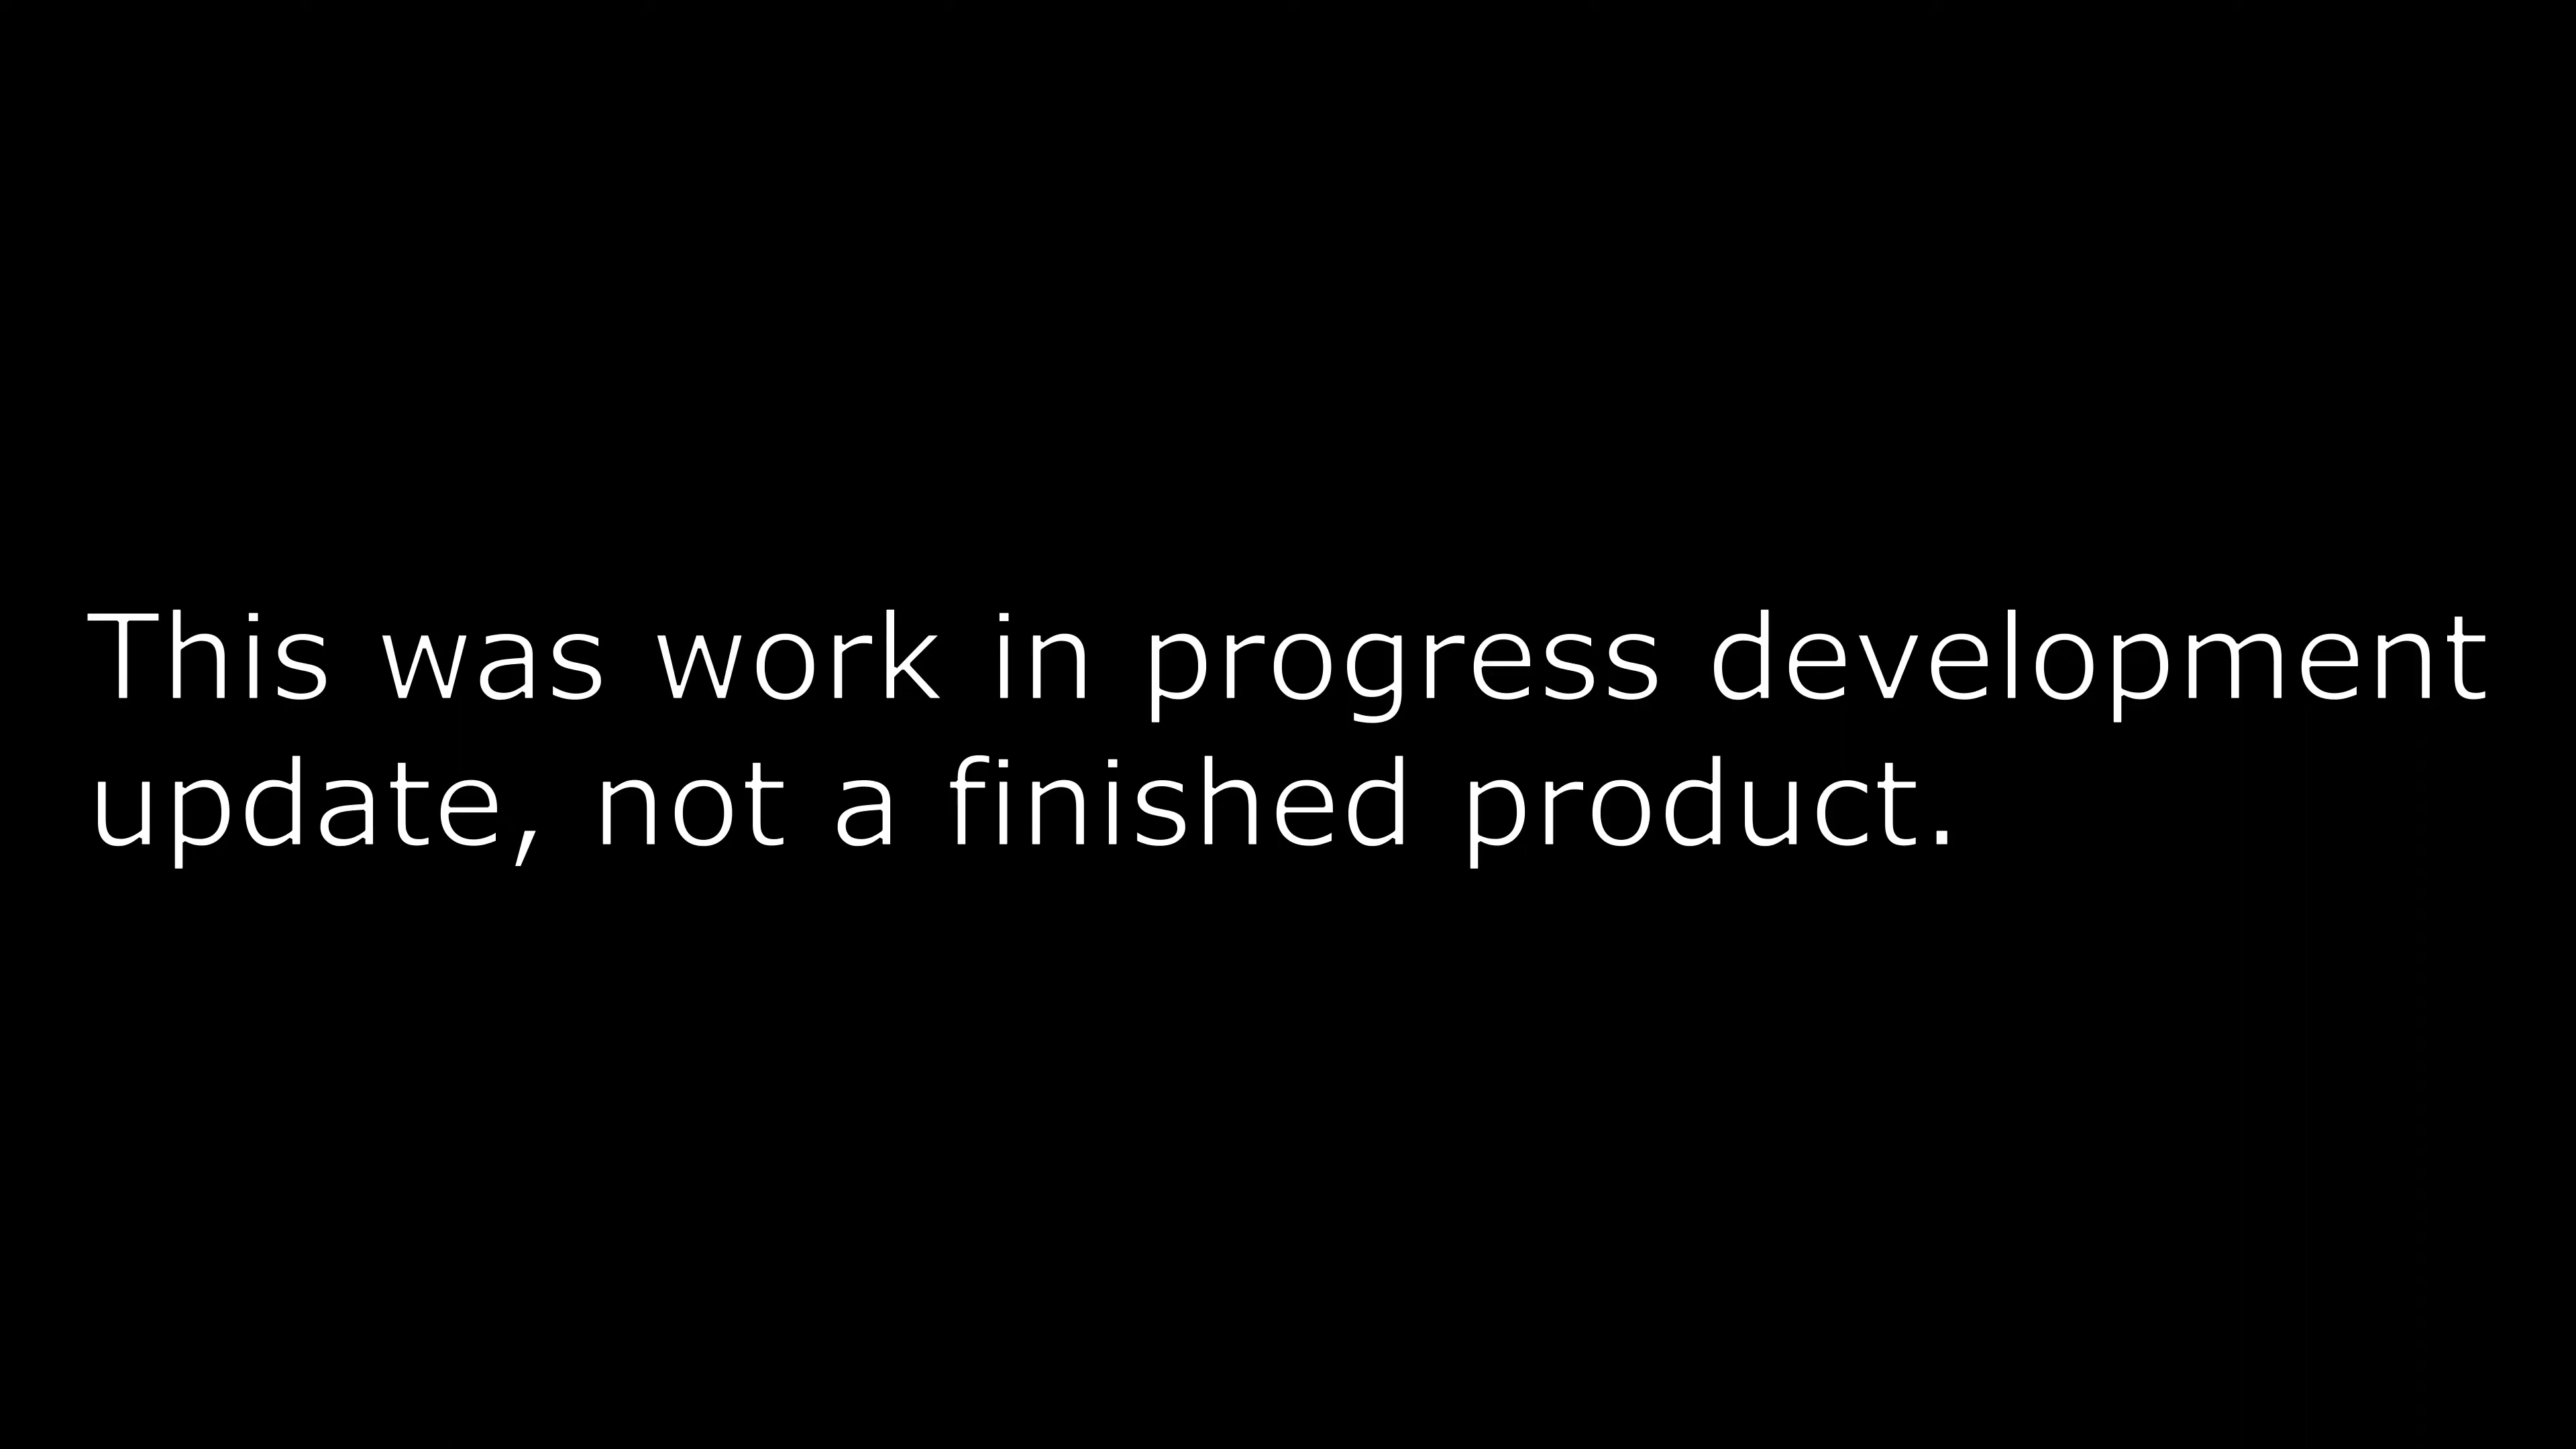 This was work in progress development
update, not a finished product.